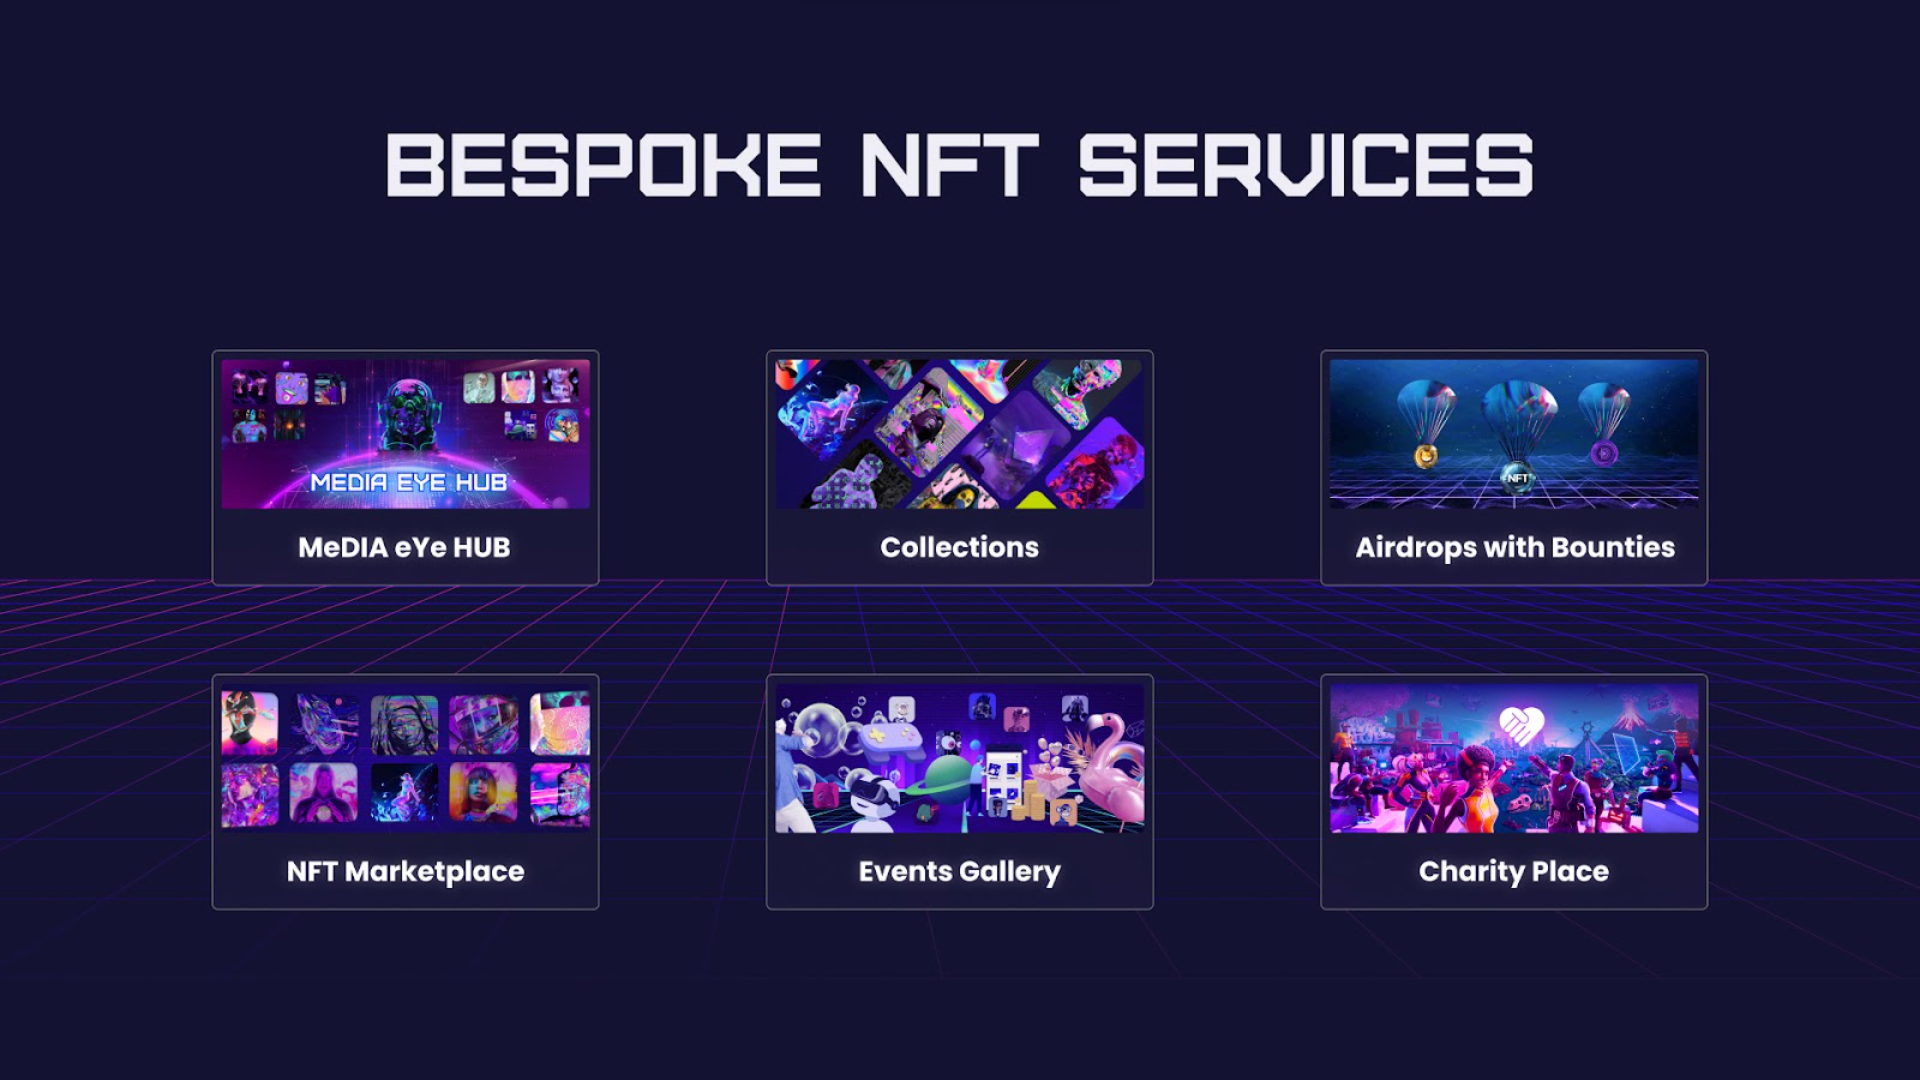 BESPOKE NFT SERVICES
MEDIA EYE HUB
MeDIA eYe HUB
Collections
NFT
Airdrops with Bounties
NFT Marketplace
Events Gallery
Charity Place